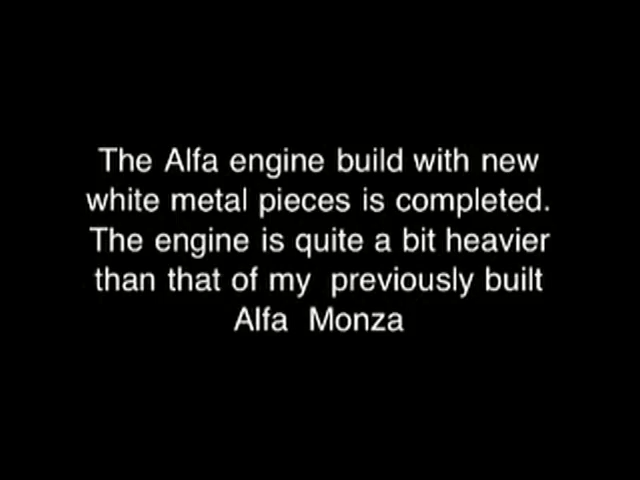 The Alfa engine build with new
white metal pieces is completed.
The engine is quite a bit heavier
than that of my  previously built
Alfa  Monza